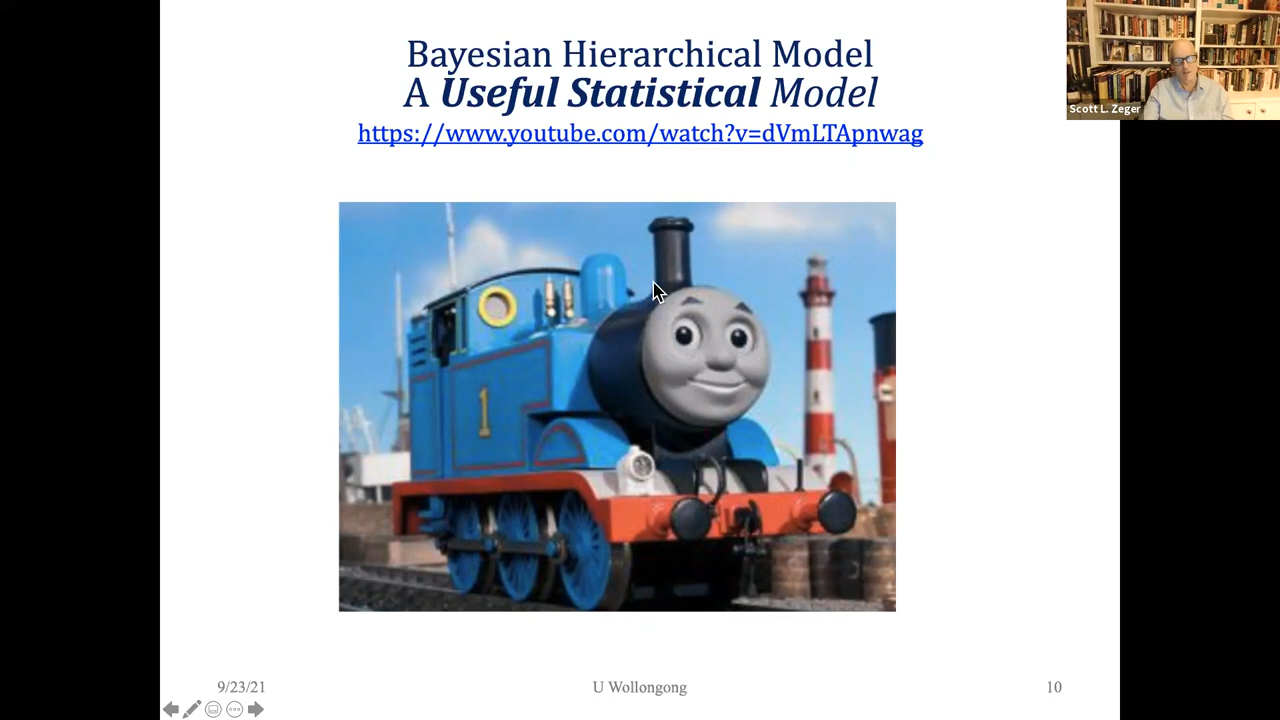 Bayesian Hierarchical Model
A Useful Statistical Model
https://www.youtube.com/watch?v=dVmLTApnwag
Scott L. Zeger
1
9/23/21
U Wollongong
10